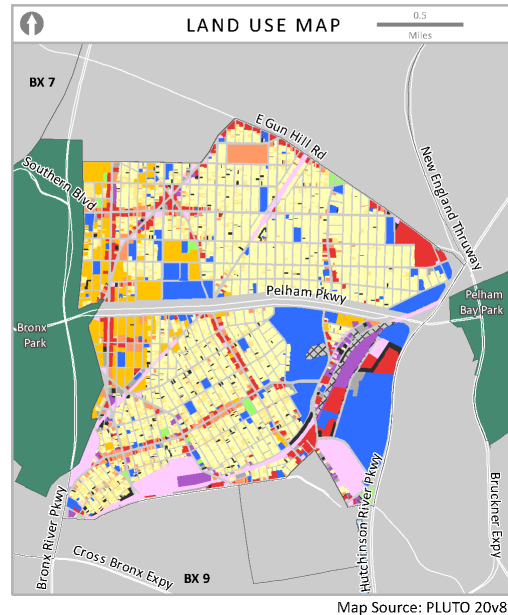 LAND USE MAP
0.5
Miles
BX 7
E Gun Hill Rd
Southern Blvd
New England Thruway
Pelham Pkwy
Pelham
Bay Park
Bronx
Park
Bronx River Pkwy
Hutchinson River Pkwy
Bruckner Expy
Cross Bronx Expy
BX 9
Map Source: PLUTO 20v8